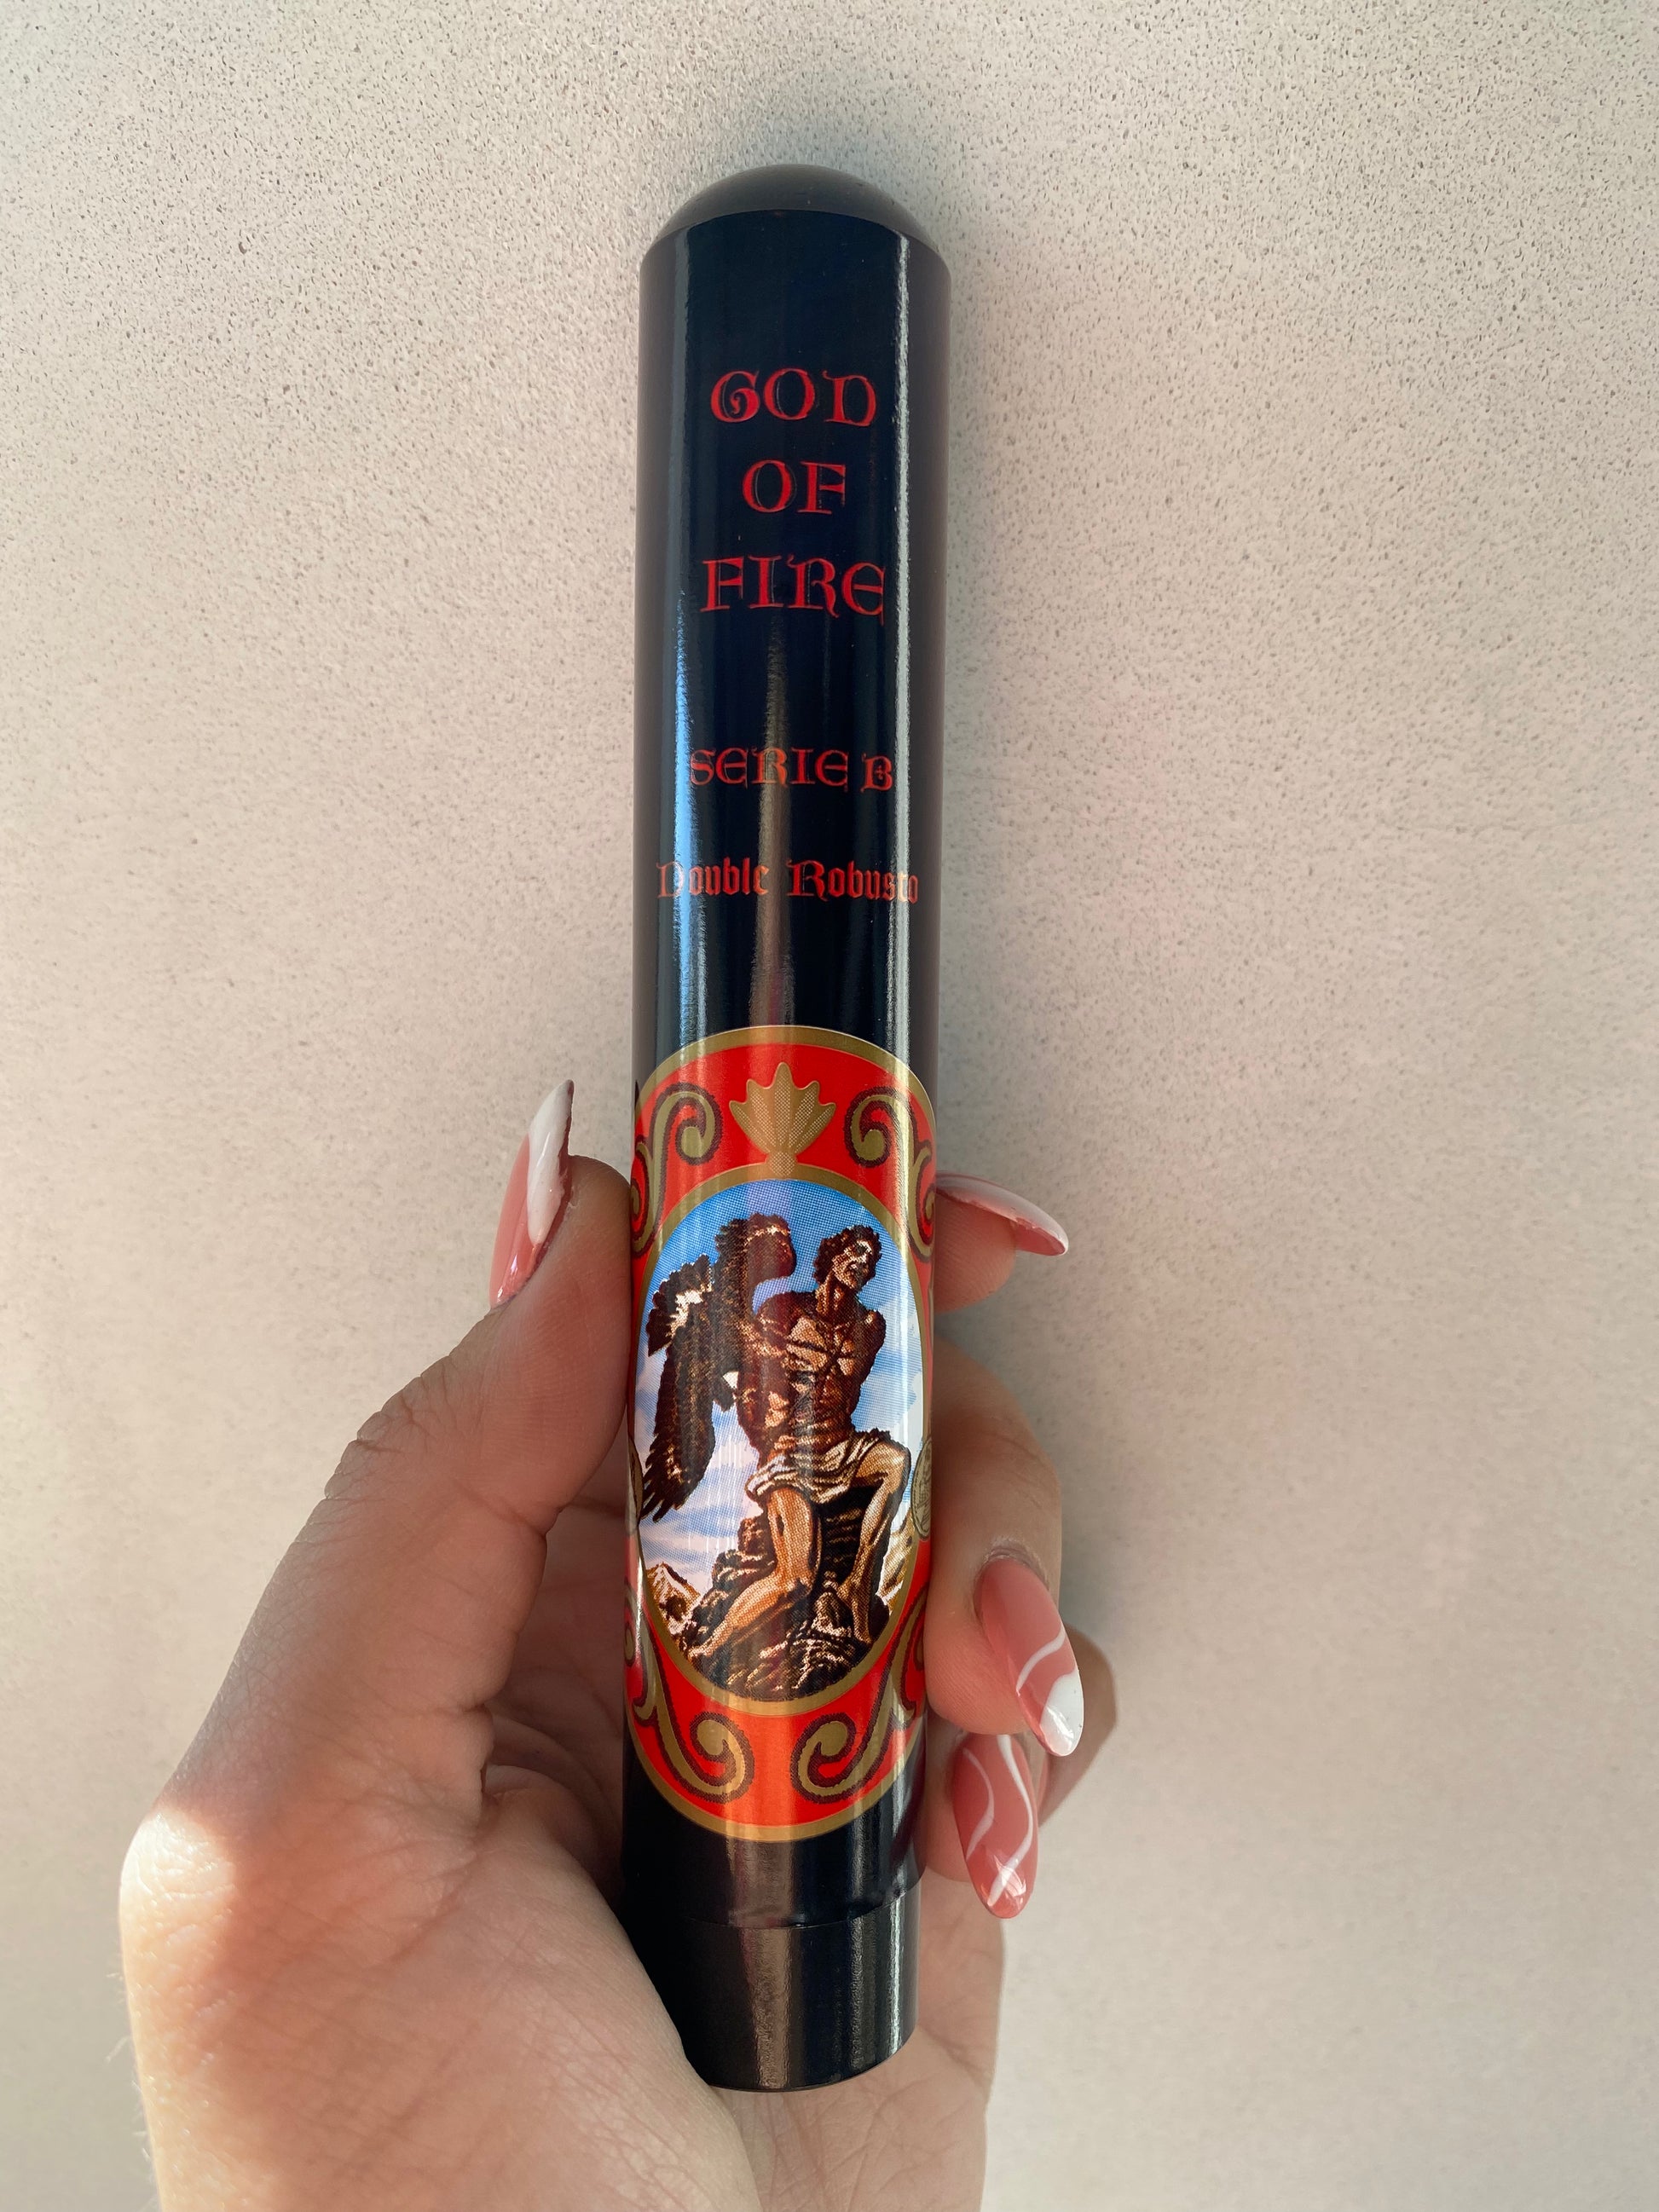 GOD
OF
FIRE
SERIE B
Double Robusto